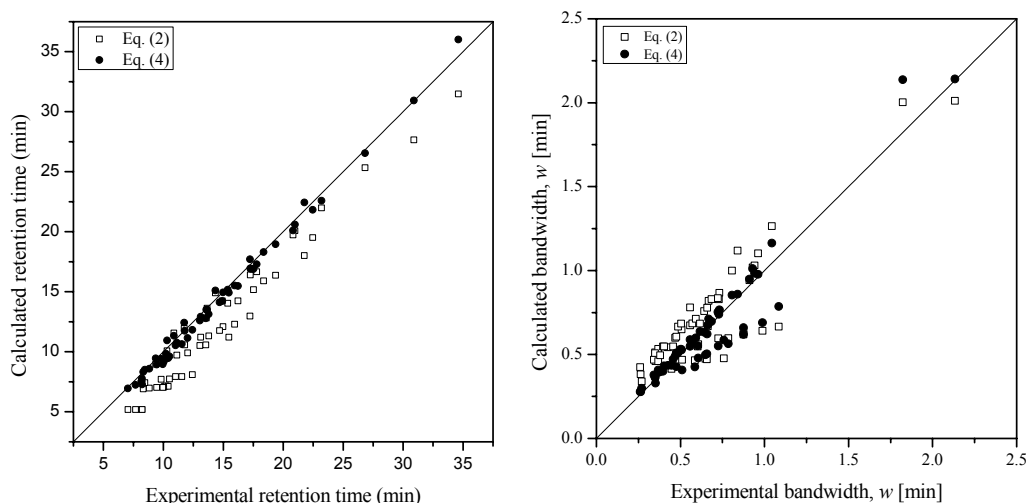 Eq. (2)
Eq. (4)
35
30
25
20
15
10
5
Calculated retention time (min)
5 10 15 20 25 30 35
Experimental retention time (min)
Eq. (2)
Eq. (4)
2.5
2.0
1.5
1.0
0.5
0.0
Calculated bandwidth, w [min]
0.0 0.5 1.0 1.5 2.0 2.5
Experimental bandwidth, w [min]